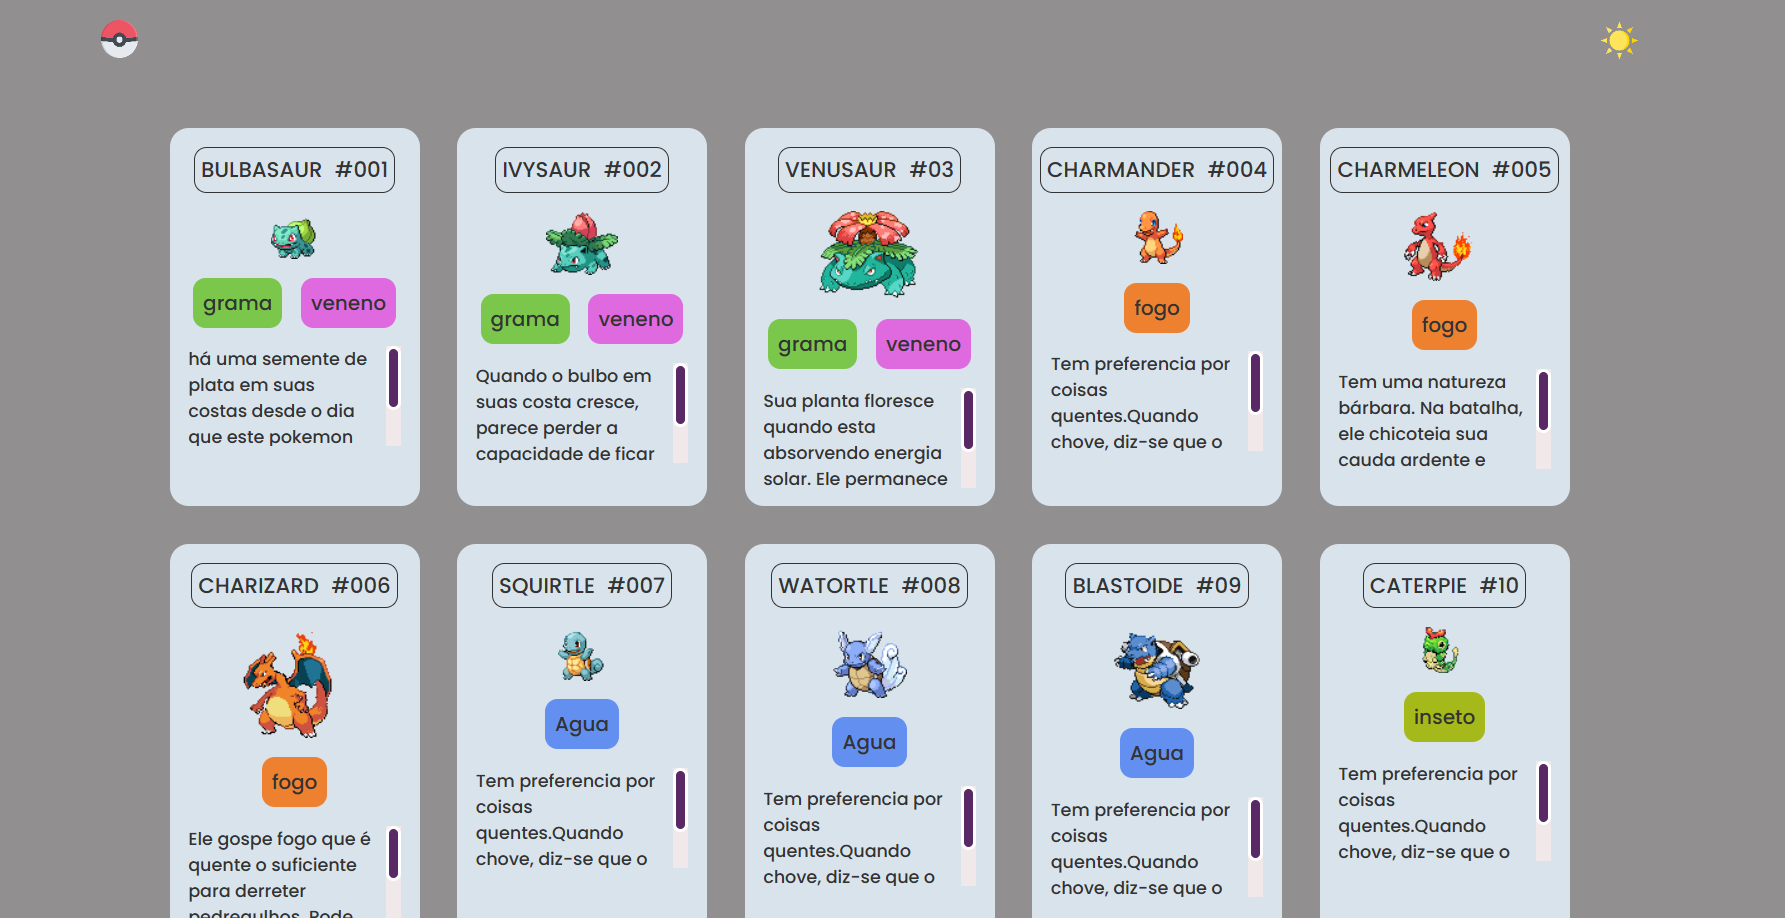 BULBASAUR #001
grama veneno
há uma semente de
plata em suas
costas desde o dia
que este pokemon
IVYSAUR #002
grama veneno
Quando o bulbo em
suas costa cresce,
parece perder a
capacidade de ficar
VENUSAUR #03
grama veneno
Sua planta floresce
quando esta
absorvendo energia
solar. Ele permanece
CHARMANDER #004
fogo
Tem preferencia por
coisas
quentes.Quando
chove, diz-se que o
CHARMELEON #005
fogo
Tem uma natureza
bárbara. Na batalha,
ele chicoteia sua
cauda ardente e
CHARIZARD #006
fogo
Ele gospe fogo que é
quente o suficiente
para derreter
pedregulhos. Pode
SQUIRTLE #007
Agua
Tem preferencia por
coisas
quentes.Quando
chove, diz-se que o
WATORTLE #008
Agua
Tem preferencia por
coisas
quentes.Quando
chove, diz-se que o
BLASTOIDE #09
Agua
Tem preferencia por
coisas
quentes.Quando
chove, diz-se que o
CATERPIE #10
inseto
Tem preferencia por
coisas
quentes.Quando
chove, diz-se que o